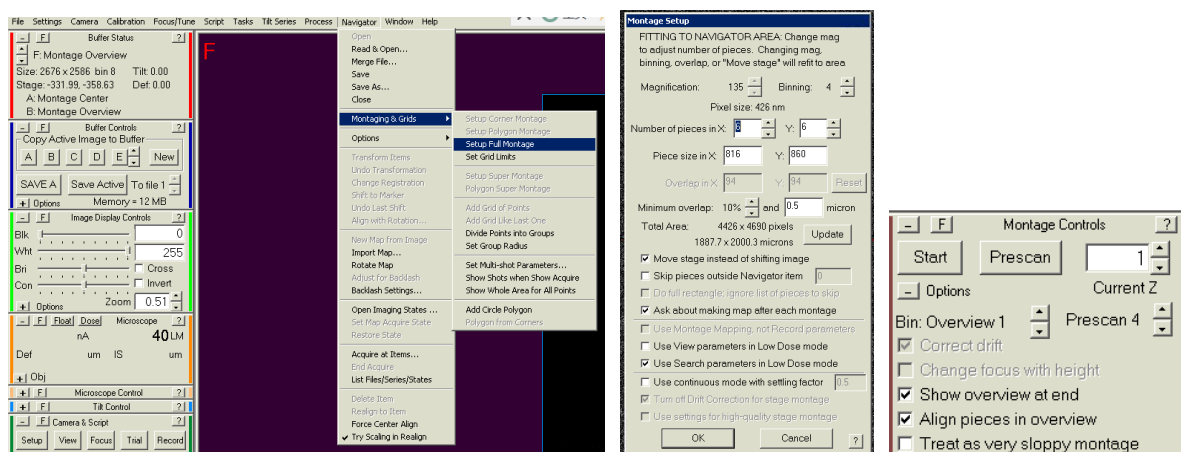 File Settings Camera Calibration Focus/Tune Script Tasks Tilt Series Process Navigator Window Help
- F Buffer Status ?
F: Montage Overview
Size: 2676 x 2586 bin 8 Tilt: 0.00
Stage: -331.99, -358.63 Def: 0.00
A: Montage Center
B: Montage Overview
- F Buffer Controls ?
Copy Active Image to Buffer
A B C D E New
SAVE A Save Active To file 1
+ Options Memory = 12 MB
- F Image Display Controls ?
Blk 0
Wht 255
Bri Cross
Con Invert
+ Options Zoom 0.51
- F Float Dose Microscope ?
nA 40 LM
Def um IS um
+ Obj
+ F Microscope Control ?
+ F Tilt Control ?
- F Camera & Script ?
Setup View Focus Trial Record
F
Open
Read & Open...
Merge File...
Save
Save As...
Close
Montaging & Grids
Options
Transform Items
Undo Transformation
Change Registration
Shift to Marker
Undo Last Shift
Align with Rotation...
New Map from Image
Import Map...
Rotate Map
Adjust for Backlash
Backlash Settings...
Open Imaging States ...
Set Map Acquire State
Restore State
Acquire at Items...
End Acquire
List Files/Series/States
Delete Item
Realign to Item
Force Center Align
Try Scaling in Realign
Setup Corner Montage
Setup Polygon Montage
Setup Full Montage
Set Grid Limits
Setup Super Montage
Polygon Super Montage
Add Grid of Points
Add Grid Like Last One
Divide Points into Groups
Set Group Radius
Set Multi-shot Parameters...
Show Shots when Show Acquire
Show Whole Area for All Points
Add Circle Polygon
Polygon from Corners
Montage Setup
FITTING TO NAVIGATOR AREA: Change mag
to adjust number of pieces. Changing mag,
binning, overlap, or "Move stage" will refit to area
Magnification: 135 Binning: 4
Pixel size: 426 nm
Number of pieces in X: 6 Y: 6
Piece size in X: 816 Y: 860
Overlap in X: 94 Y: 94 Reset
Minimum overlap: 10% and 0.5 micron
Total Area: 4426 x 4690 pixels
1887.7 x 2000.3 microns Update
Move stage instead of shifting image
Skip pieces outside Navigator item 0
Do full rectangle; ignore list of pieces to skip
Ask about making map after each montage
Use Montage Mapping, not Record parameters
Use View parameters in Low Dose mode
Use Search parameters in Low Dose mode
Use continuous mode with settling factor 0.5
Turn off Drift Correction for stage montage
Use settings for high-quality stage montage
OK Cancel ?
- F Montage Controls ?
Start Prescan 1
- Options Current Z
Bin: Overview 1 Prescan 4
Correct drift
Change focus with height
Show overview at end
Align pieces in overview
Treat as very sloppy montage